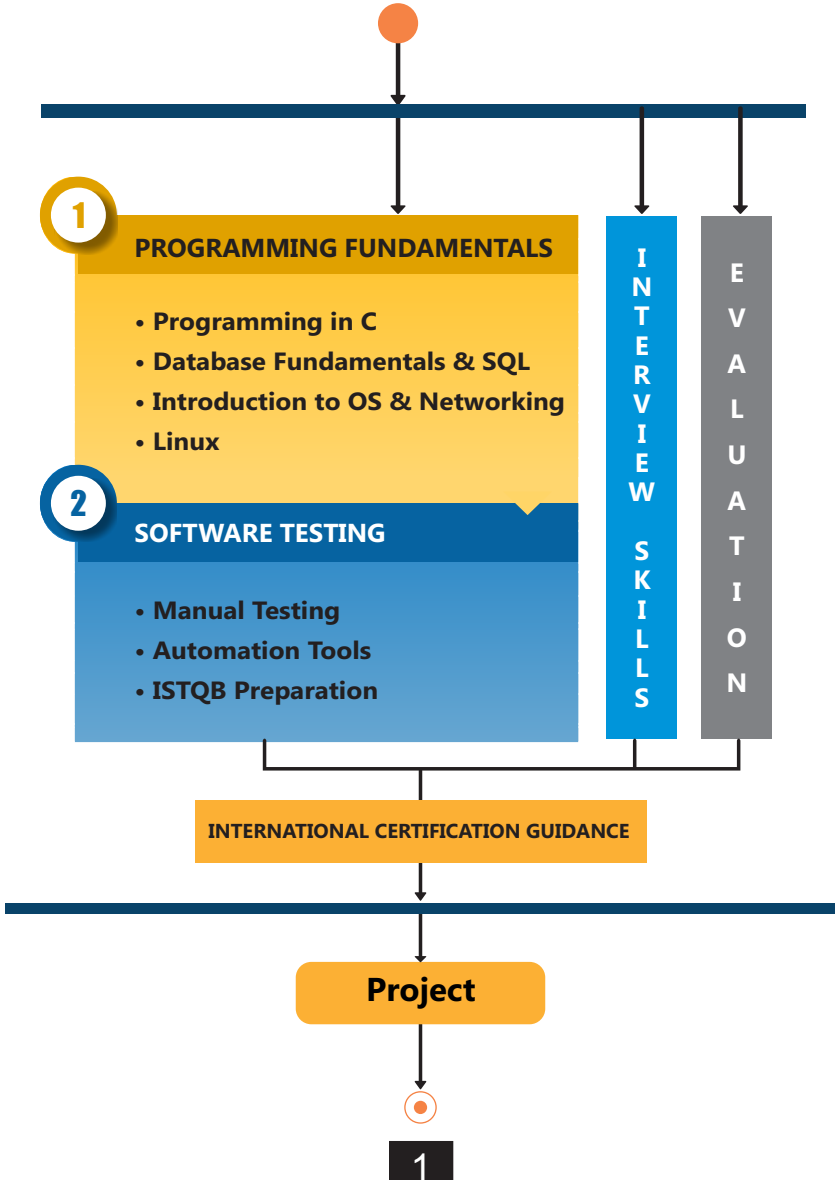 1
PROGRAMMING FUNDAMENTALS
• Programming in C
• Database Fundamentals & SQL
• Introduction to OS & Networking
• Linux
2
SOFTWARE TESTING
• Manual Testing
• Automation Tools
• ISTQB Preparation
INTERVIEW SKILLS
EVALUATION
INTERNATIONAL CERTIFICATION GUIDANCE
Project
1